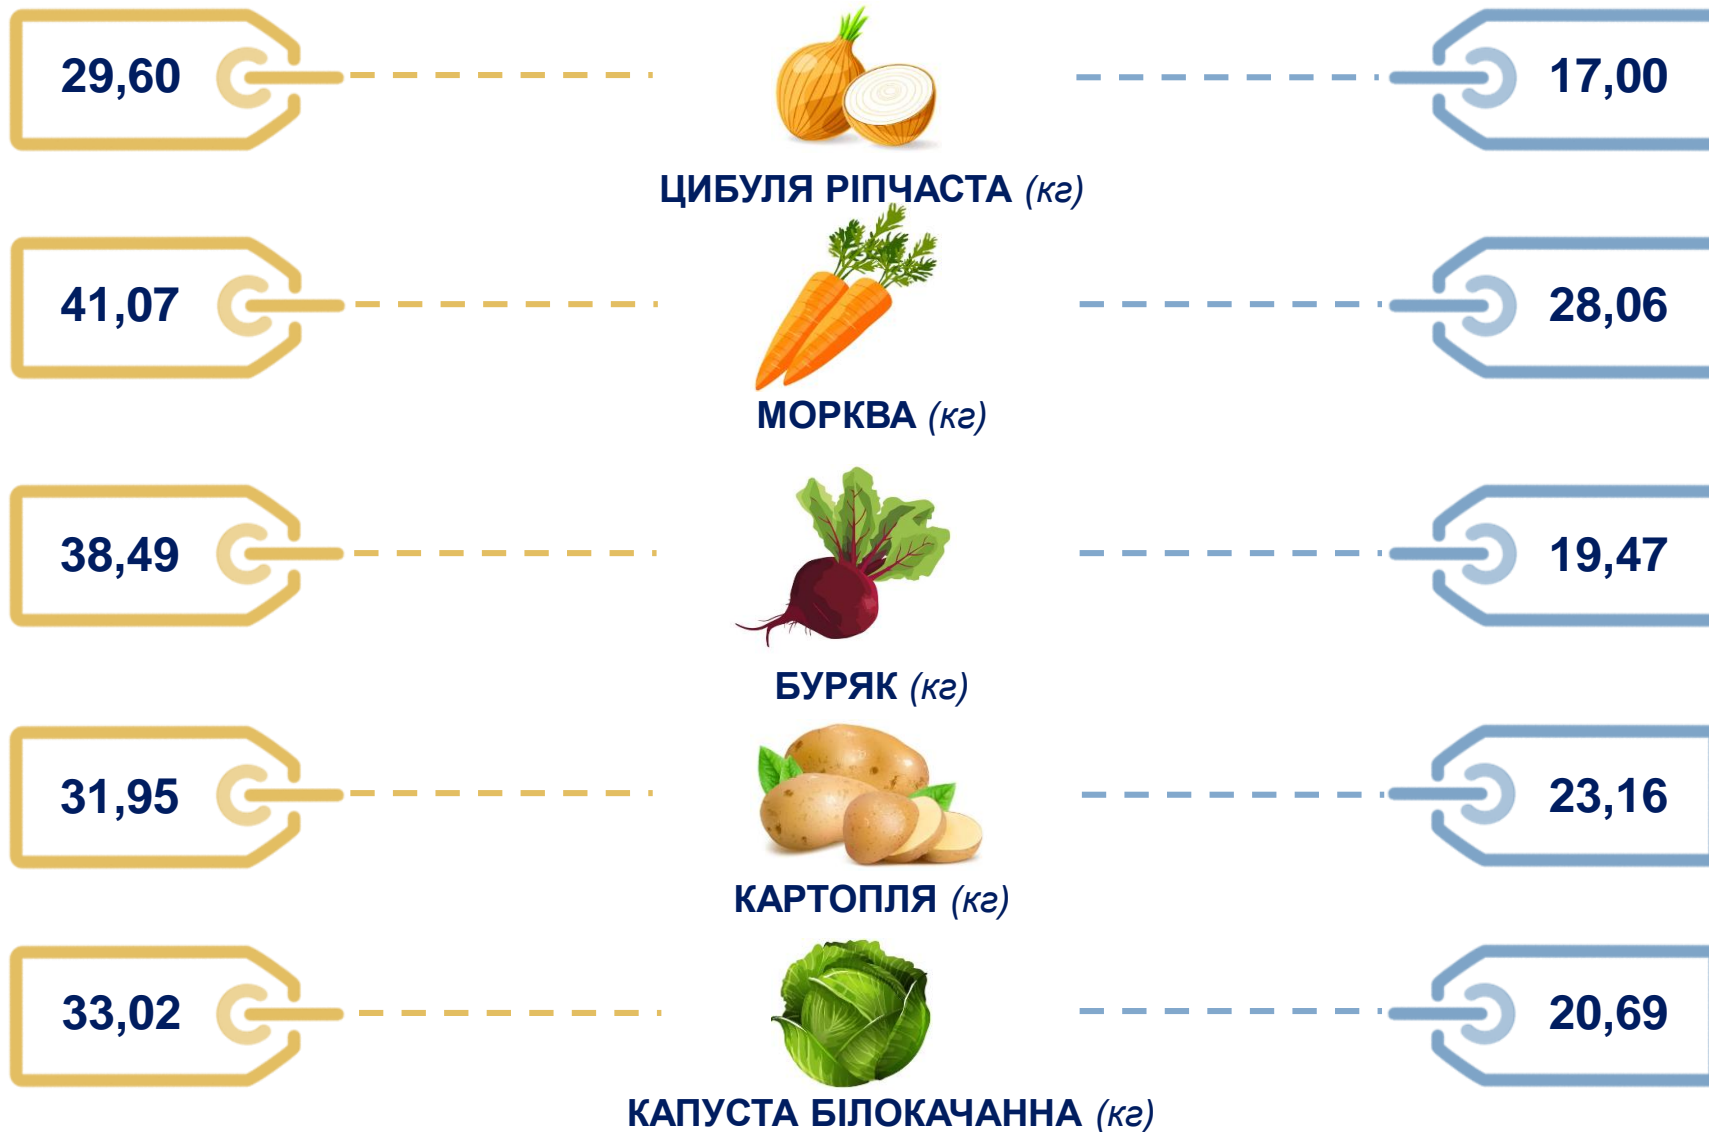 29,60 17,00
ЦИБУЛЯ РІПЧАСТА (кг)
41,07 28,06
МОРКВА (кг)
38,49 19,47
БУРЯК (кг)
31,95 23,16
КАРТОПЛЯ (кг)
33,02 20,69
КАПУСТА БІЛОКАЧАННА (кг)